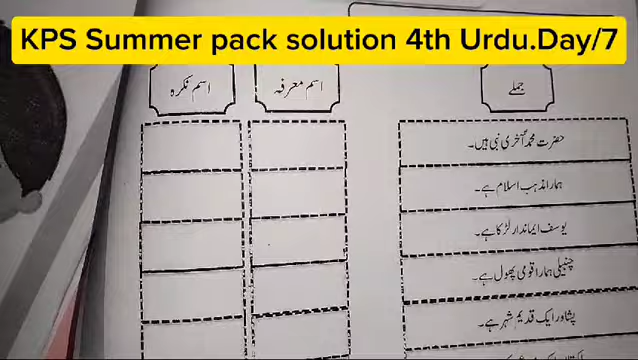 KPS Summer pack solution 4th Urdu.Day/7
جملے
اسم معرفہ
اسم نکرہ
حضرت محمدؐ آخری نبی ہیں۔
ہمارا مذہب اسلام ہے۔
یوسف ایماندار لڑکا ہے۔
چنبیلی ہمارا قومی پھول ہے۔
پشاور ایک قدیم شہر ہے۔